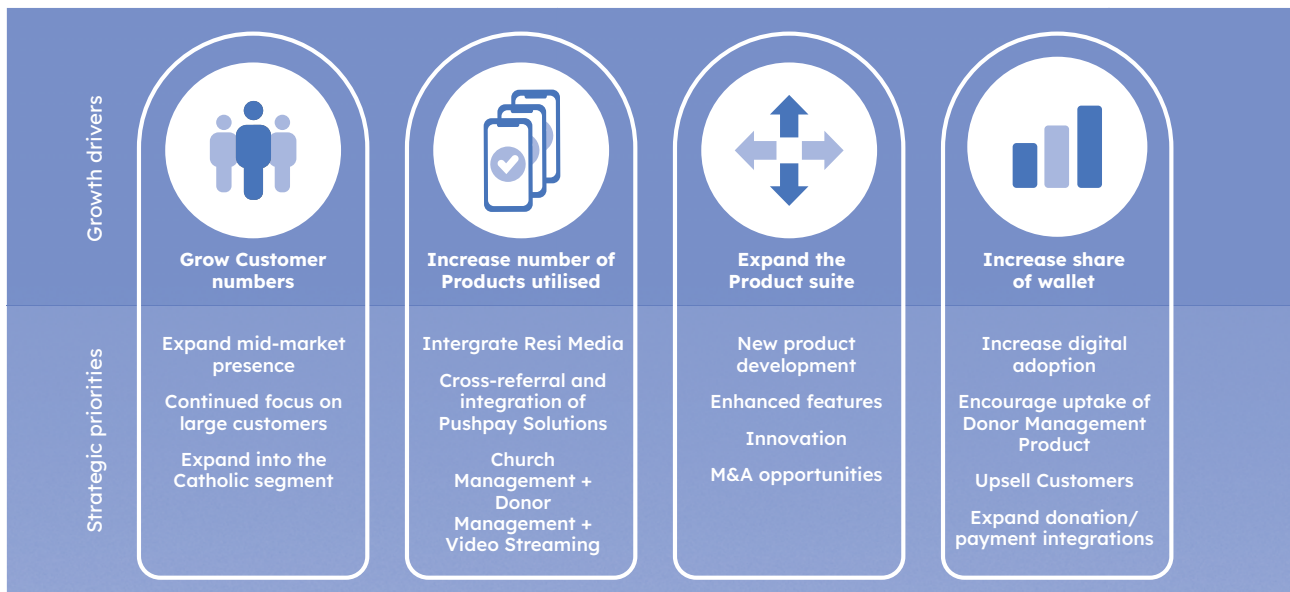 Growth drivers
Grow Customer
numbers
Increase number of
Products utilised
Expand the
Product suite
Increase share
of wallet
Strategic priorities
Expand mid-market
presence
Continued focus on
large customers
Expand into the
Catholic segment
Intergrate Resi Media
Cross-referral and
integration of
Pushpay Solutions
Church
Management +
Donor
Management +
Video Streaming
New product
development
Enhanced features
Innovation
M&A opportunities
Increase digital
adoption
Encourage uptake of
Donor Management
Product
Upsell Customers
Expand donation/
payment integrations